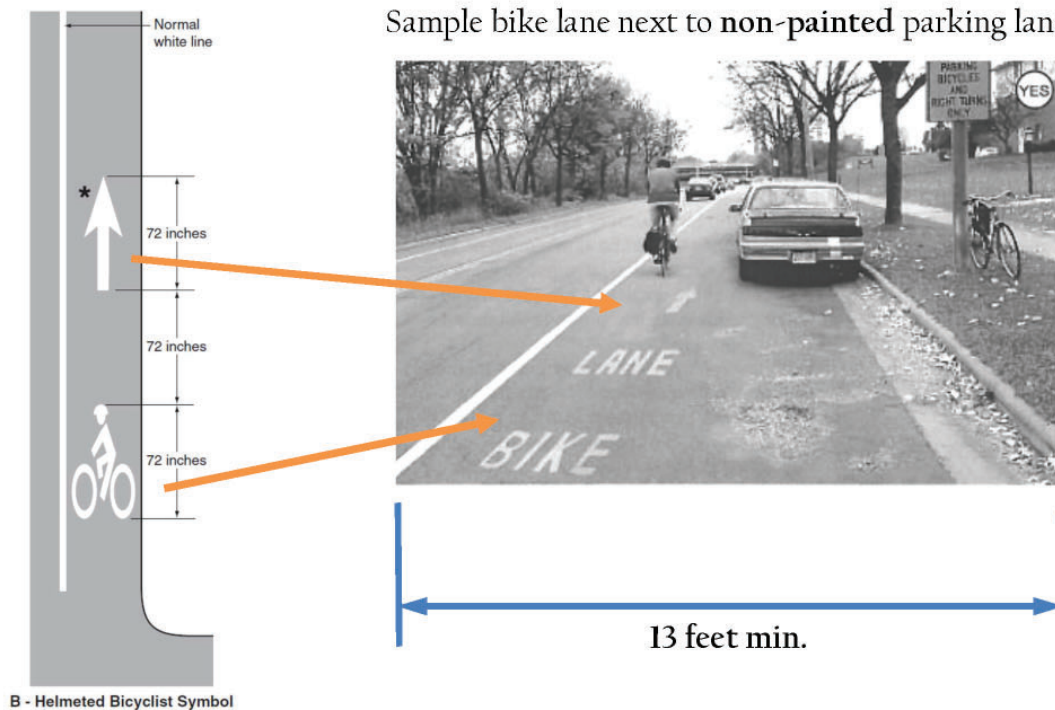 Sample bike lane next to non-painted parking lan
Normal
white line
*
72 inches
72 inches
72 inches
B - Helmeted Bicyclist Symbol
PARKING
BICYCLES
AND
RIGHT TURNS
ONLY
YES
LANE
BIKE
13 feet min.